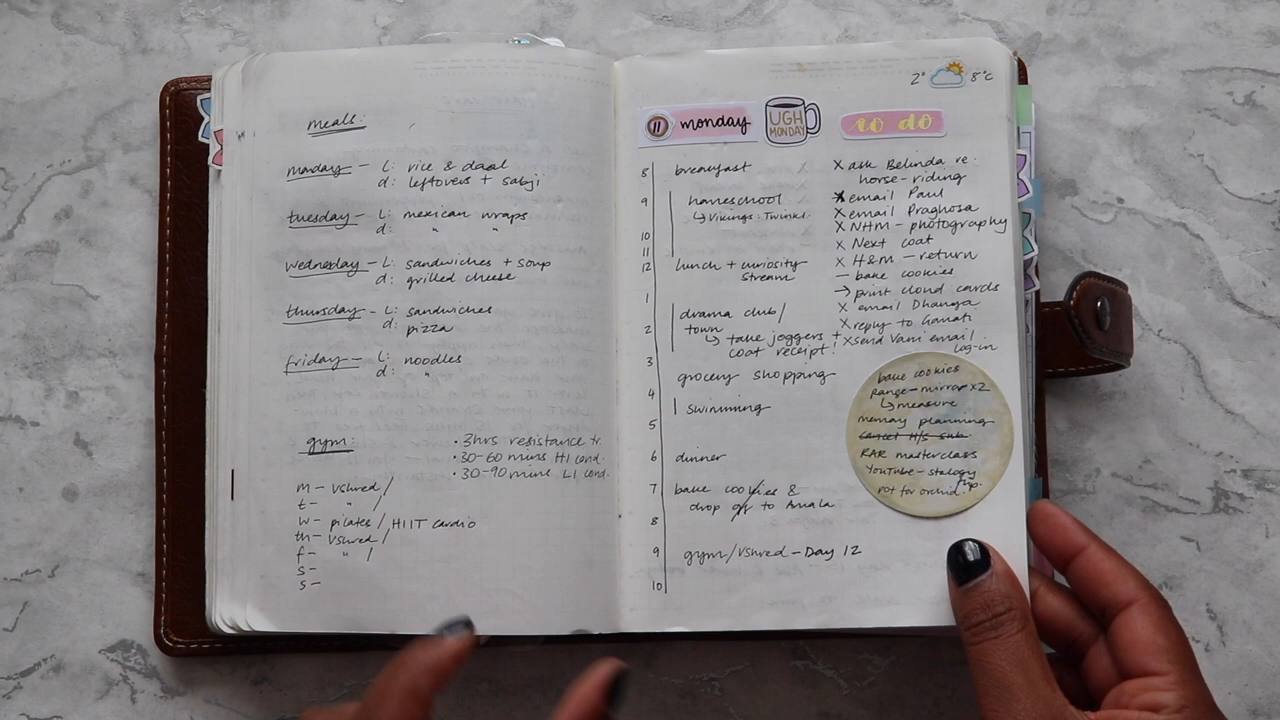 meals:
monday - L: rice & daal
d: leftovers + sabji
tuesday - L: mexican wraps
d: " "
wednesday - L: sandwiches + soup
d: grilled cheese
thursday - L: sandwiches
d: pizza
friday - L: noodles
d: "
gym:
• 3hrs resistance tr.
• 30-60 mins HI cond.
• 30-90 mins LI cond.
m - Vshred /
t - " /
w - pilates / HIIT cardio
th - Vshred /
f - " /
s -
s -
2° 8°C
11 monday
UGH
MONDAY
to do
8 breakfast
9 homeschool
↳ Vikings: Twinkl
10
11
12 lunch + curiosity
stream
1
drama club/
2 town
↳ take joggers +
coat receipt!
3
grocery shopping
4
swimming
5
6 dinner
7 bake cookies &
drop off to Amala
8
9 gym/Vshred - Day 12
10
X ask Belinda re:
horse-riding
X email Paul
X email Praghosa
X NHM - photography
X Next coat
X H&M - return
- bake cookies
→ print cloud cards
X email Dhanya
X reply to
X send Vani email
log-in
bake cookies
Range - mirror x2
↳ measure
memory planning
cancel H/S sub
RAR masterclass
YouTube - stalogy
flip.
pot for orchid.